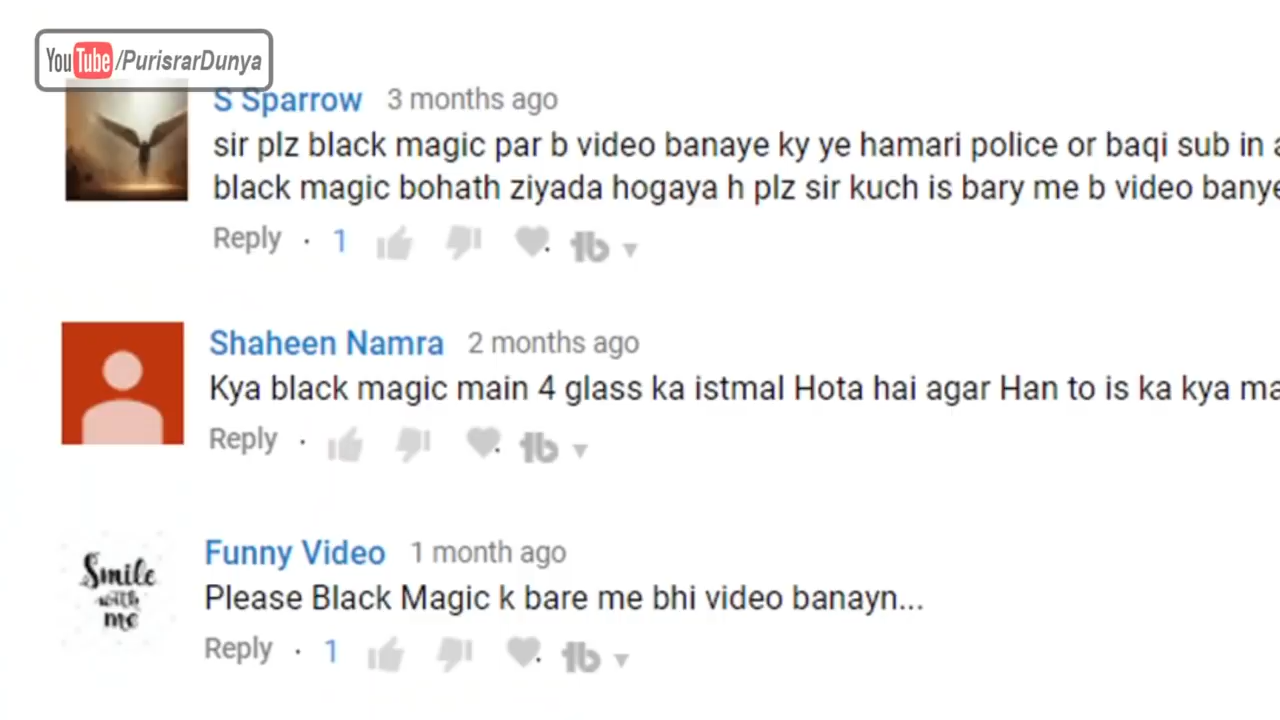 YouTube/PurisrarDunya
S Sparrow 3 months ago
sir plz black magic par b video banaye ky ye hamari police or baqi sub in
black magic bohath ziyada hogaya h plz sir kuch is bary me b video
Reply · 1
Shaheen Namra 2 months ago
Kya black magic main 4 glass ka istmal Hota hai agar Han to is ka kya
Reply ·
Smile
with
me
Funny Video 1 month ago
Please Black Magic k bare me bhi video banayn...
Reply · 1